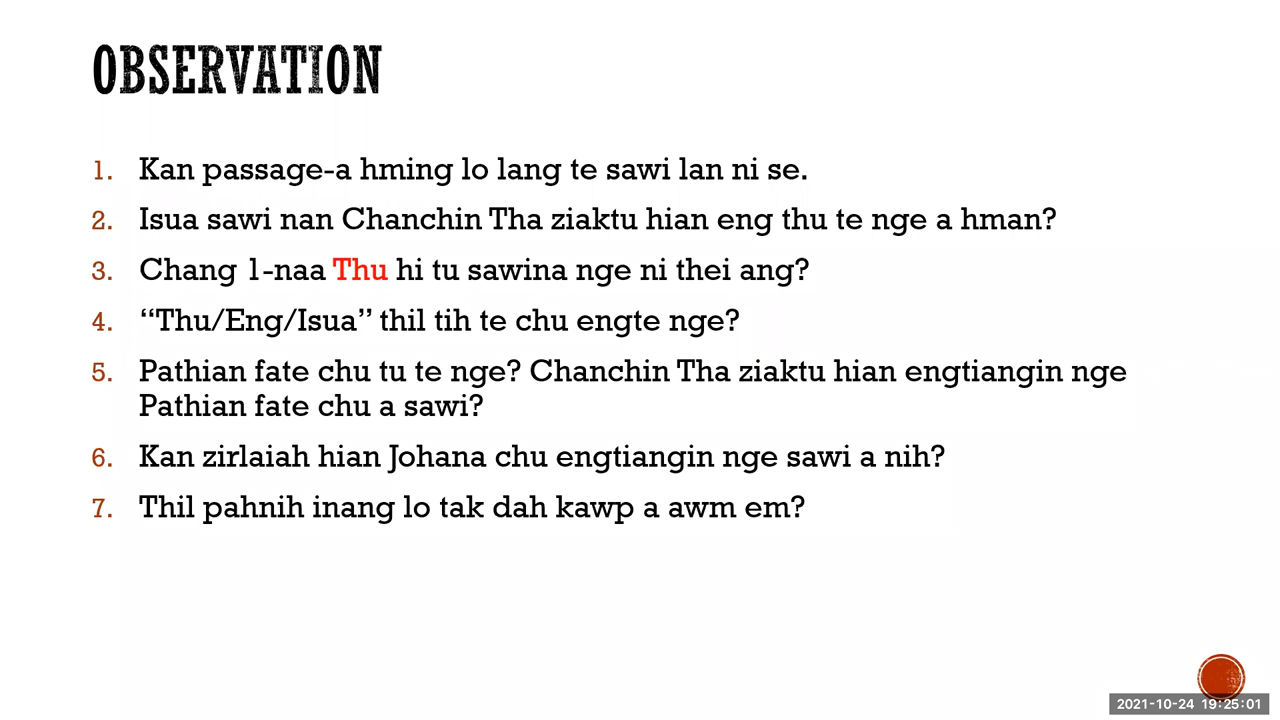 OBSERVATION
1. Kan passage-a hming lo lang te sawi lan ni se.
2. Isua sawi nan Chanchin Tha ziaktu hian eng thu te nge a hman?
3. Chang 1-naa Thu hi tu sawina nge ni thei ang?
4. “Thu/Eng/Isua” thil tih te chu engte nge?
5. Pathian fate chu tu te nge? Chanchin Tha ziaktu hian engtiangin nge
Pathian fate chu a sawi?
6. Kan zirlaiah hian Johana chu engtiangin nge sawi a nih?
7. Thil pahnih inang lo tak dah kawp a awm em?
2021-10-24 19:25:01